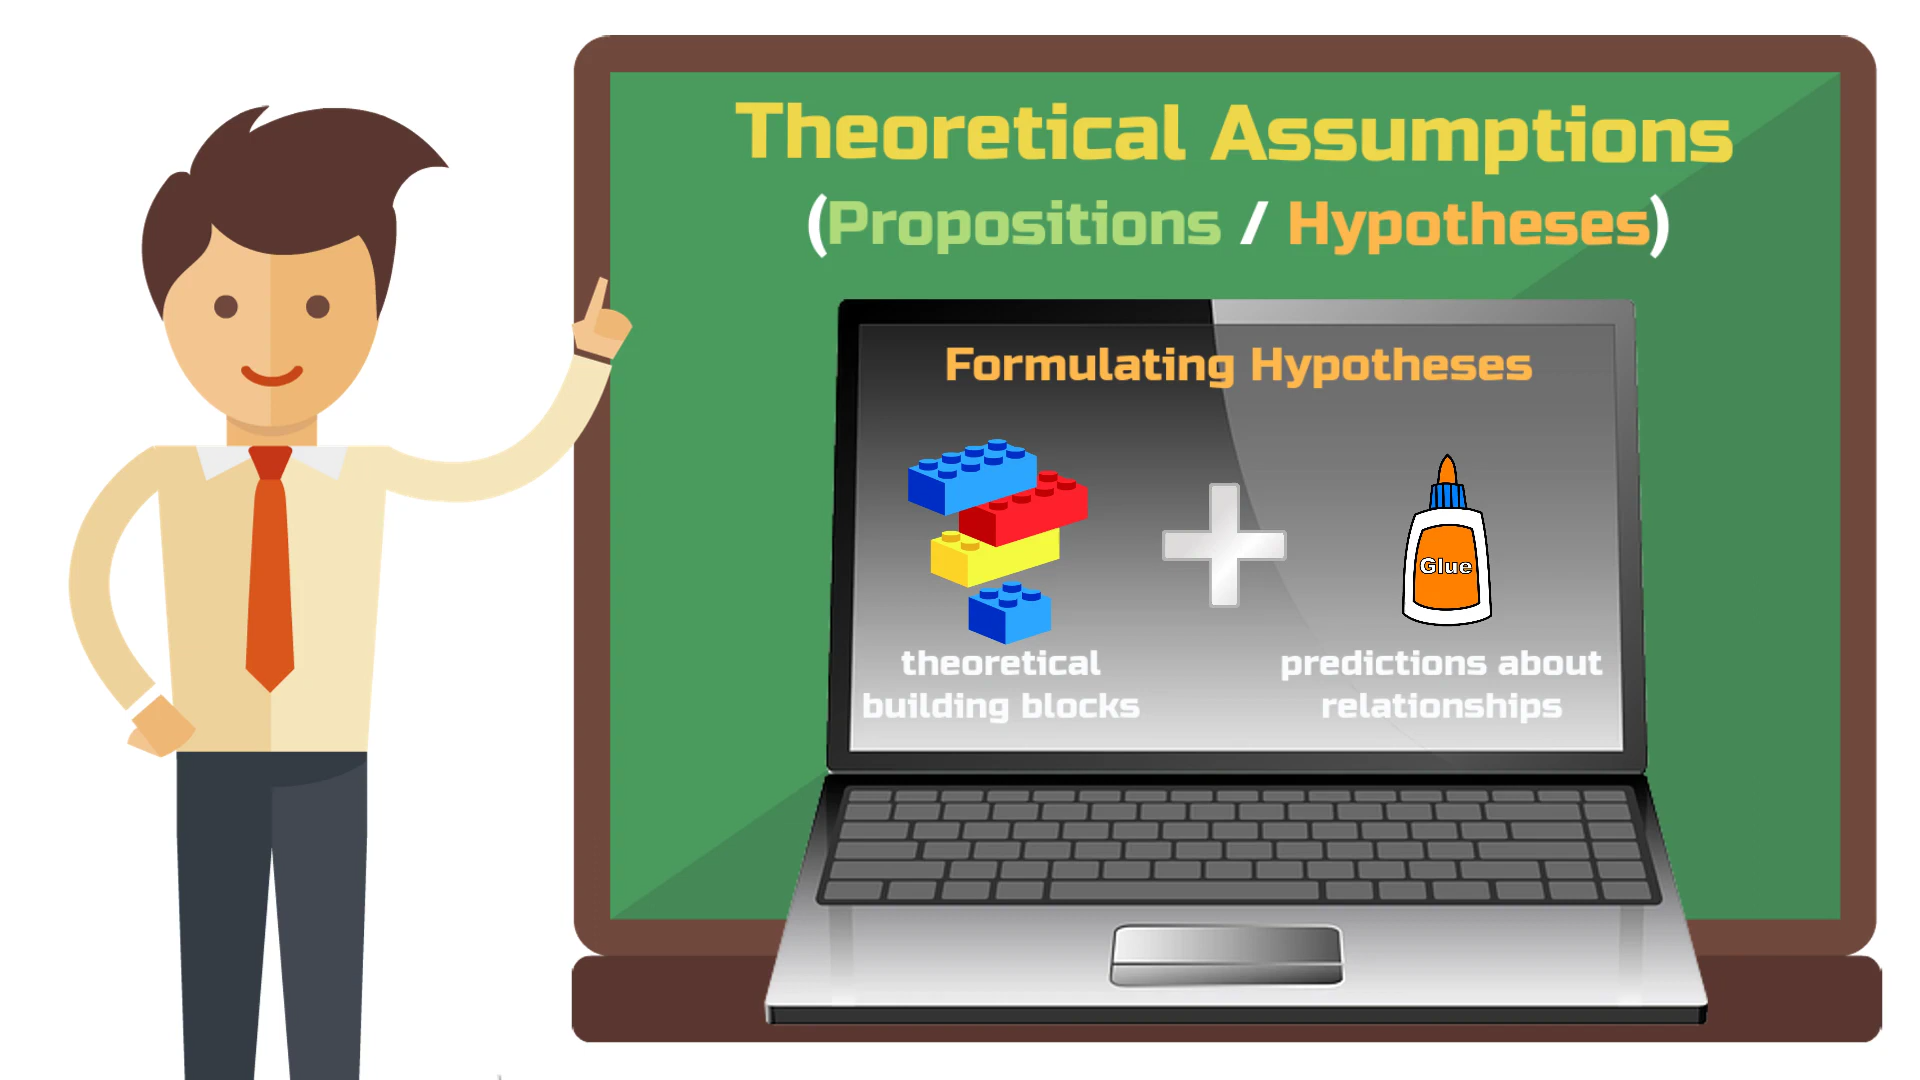 Theoretical Assumptions
(Propositions / Hypotheses)
Formulating Hypotheses
Glue
theoretical
building blocks
predictions about
relationships